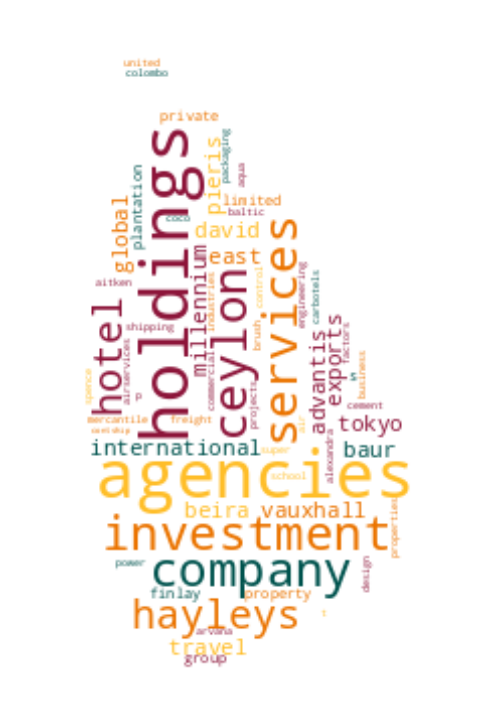 united
colombo
private
holdings
pieris
packaging
aqua
plantation
global
limited
baltic
coco
david
east
services
millennium
industries
ceylon
control
engineering
carbotels
aitken
hotel
shipping
airservices
commercial
brush
advantis
exports
factors
business
spence
p
projects
s
cement
mercantile
freight
air
tokyo
international
super
alexandra
baur
agencies
school
beira
vauxhall
investment
properties
power
company
design
finlay
property
hayleys
t
arvana
travel
group